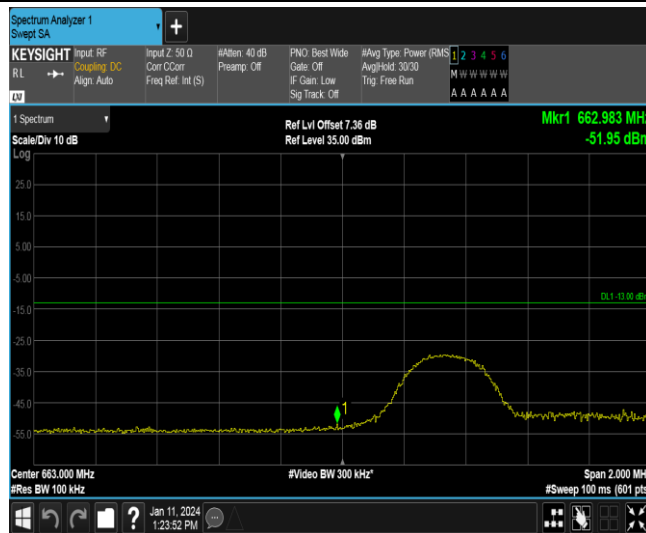 Spectrum Analyzer 1
Swept SA
+
KEYSIGHT
RL
LXI
Input: RF
Coupling: DC
Align: Auto
Input Z: 50 Ω
Corr CCorr
Freq Ref: Int (S)
#Atten: 40 dB
Preamp: Off
PNO: Best Wide
Gate: Off
IF Gain: Low
Sig Track: Off
#Avg Type: Power (RMS
Avg|Hold: 30/30
Trig: Free Run
1 2 3 4 5 6
M W W W W W
A A A A A A
1 Spectrum
Scale/Div 10 dB
Ref Lvl Offset 7.36 dB
Ref Level 35.00 dBm
Mkr1 662.983 MHz
-51.95 dBm
Log
25.0
15.0
5.00
-5.00
DL1 -13.00 dBm
-15.0
-25.0
-35.0
-45.0
1
-55.0
Center 663.000 MHz
#Video BW 300 kHz*
Span 2.000 MHz
#Res BW 100 kHz
#Sweep 100 ms (601 pts
?
Jan 11, 2024
1:23:52 PM